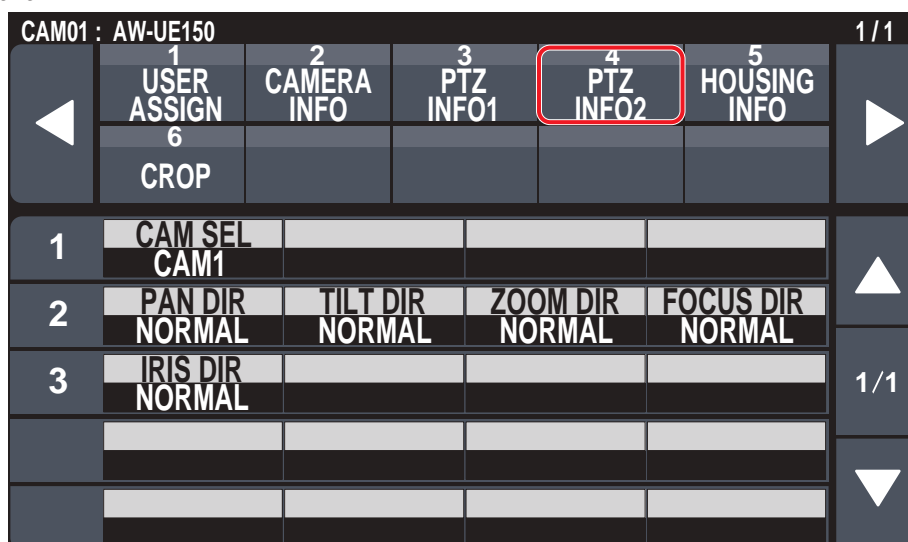 CAM01 : AW-UE150 1/1
1 2 3 4 5
USER CAMERA PTZ PTZ HOUSING
ASSIGN INFO INFO1 INFO2 INFO
6
CROP
1 CAM SEL
CAM1
2 PAN DIR TILT DIR ZOOM DIR FOCUS DIR
NORMAL NORMAL NORMAL NORMAL
3 IRIS DIR 1/1
NORMAL